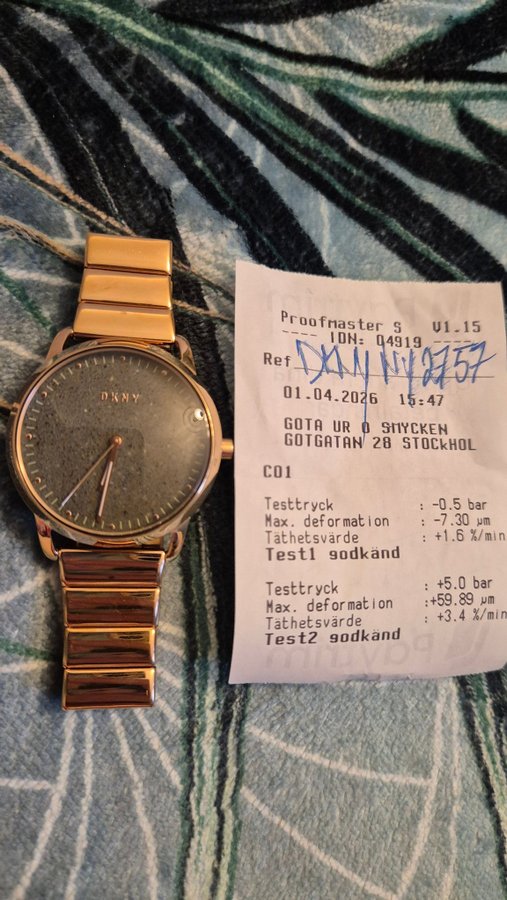 DKNY
Proofmaster S V1.15
---- IDN: 04919 ----
Ref DKNY NY2757
01.04.2026 15:47
GOTA UR O SMYCKEN
GOTGATAN 28 STOCKHOL
C01
Testtryck : -0.5 bar
Max. deformation : -7.30 µm
Täthetsvärde : +1.6 %/min
Test1 godkänd
Testtryck : +5.0 bar
Max. deformation :+59.89 µm
Täthetsvärde : +3.4 %/min
Test2 godkänd